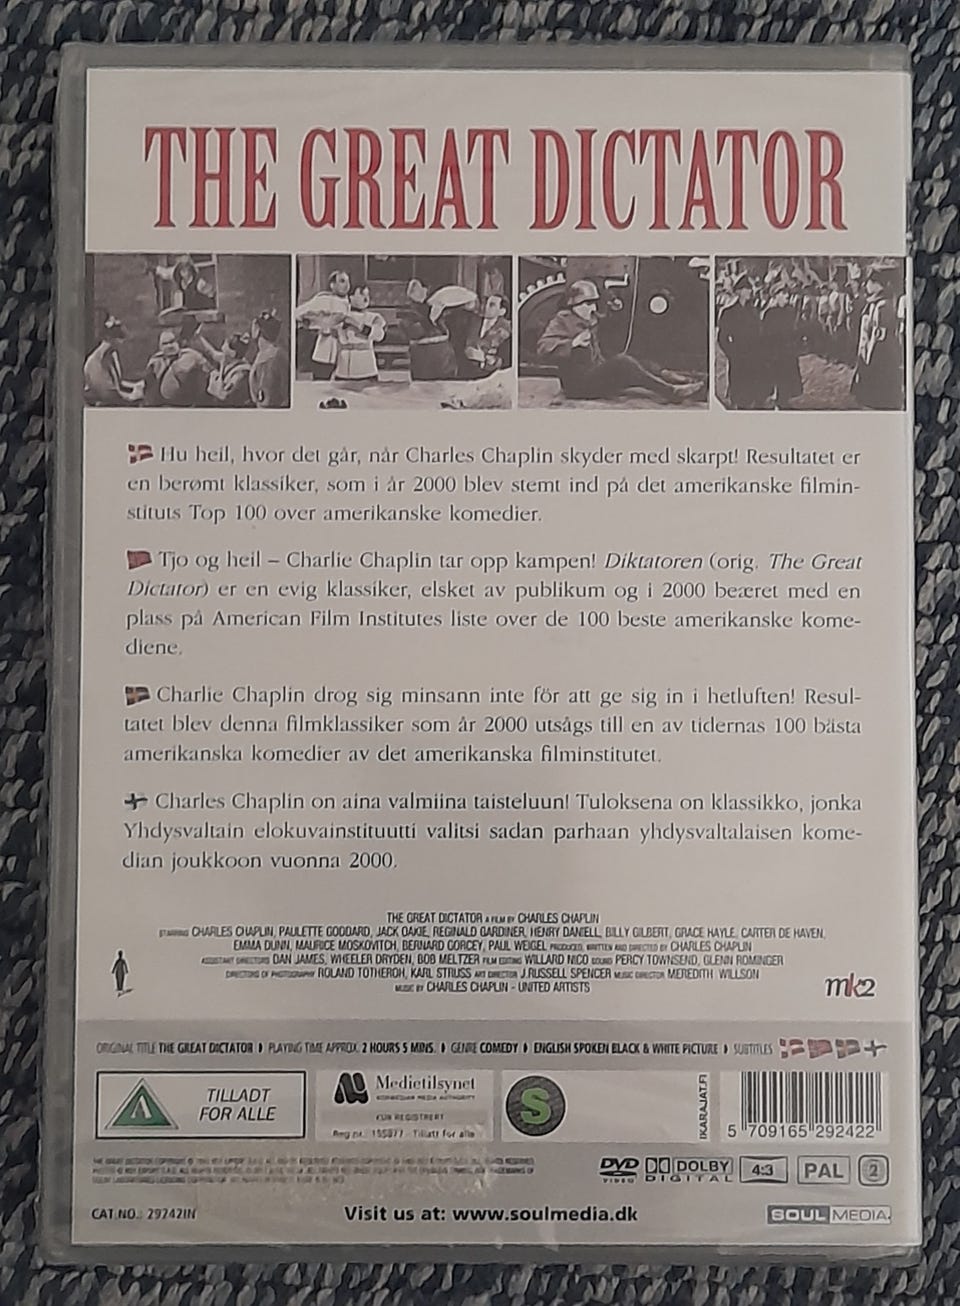 THE GREAT DICTATOR
Hu heil, hvor det går, når Charles Chaplin skyder med skarpt! Resultatet er
en berømt klassiker, som i år 2000 blev stemt ind på det amerikanske filmin-
stituts Top 100 over amerikanske komedier.
Tjo og heil – Charlie Chaplin tar opp kampen! Diktatoren (orig. The Great
Dictator) er en evig klassiker, elsket av publikum og i 2000 beæret med en
plass på American Film Institutes liste over de 100 beste amerikanske kome-
diene.
Charlie Chaplin drog sig minsann inte för att ge sig in i hetluften! Resul-
tatet blev denna filmklassiker som år 2000 utsågs till en av tidernas 100 bästa
amerikanska komedier av det amerikanska filminstitutet.
Charles Chaplin on aina valmiina taisteluun! Tuloksena on klassikko, jonka
Yhdysvaltain elokuvainstituutti valitsi sadan parhaan yhdysvaltalaisen kome-
dian joukkoon vuonna 2000.
THE GREAT DICTATOR A FILM BY CHARLES CHAPLIN
STARRING CHARLES CHAPLIN, PAULETTE GODDARD, JACK OAKIE, REGINALD GARDINER, HENRY DANIELL, BILLY GILBERT, GRACE HAYLE, CARTER DE HAVEN,
EMMA DUNN, MAURICE MOSKOVITCH, BERNARD GORCEY, PAUL WEIGEL PRODUCED, WRITTEN AND DIRECTED BY CHARLES CHAPLIN
ASSISTANT DIRECTORS DAN JAMES, WHEELER DRYDEN, BOB MELTZER FILM EDITING WILLARD NICO SOUND PERCY TOWNSEND, GLENN ROMINGER
DIRECTORS OF PHOTOGRAPHY ROLAND TOTHEROH, KARL STRUSS ART DIRECTOR J.RUSSELL SPENCER MUSIC DIRECTOR MEREDITH WILLSON
MUSIC BY CHARLES CHAPLIN - UNITED ARTISTS
mk2
ORIGINAL TITLE THE GREAT DICTATOR PLAYING TIME APPROX. 2 HOURS 5 MINS. GENRE COMEDY ENGLISH SPOKEN BLACK & WHITE PICTURE SUBTITLES
A
TILLADT
FOR ALLE
Medietilsynet
NORWEGIAN MEDIA AUTHORITY
KUN REGISTRERT
Reg nr.: 155877 - Tillatt for alle
S
IKARAJAT.FI
5 709165 292422
DVD VIDEO
DOLBY DIGITAL
4:3
PAL
2
CAT.NO.: 29242IN
Visit us at: www.soulmedia.dk
SOUL MEDIA